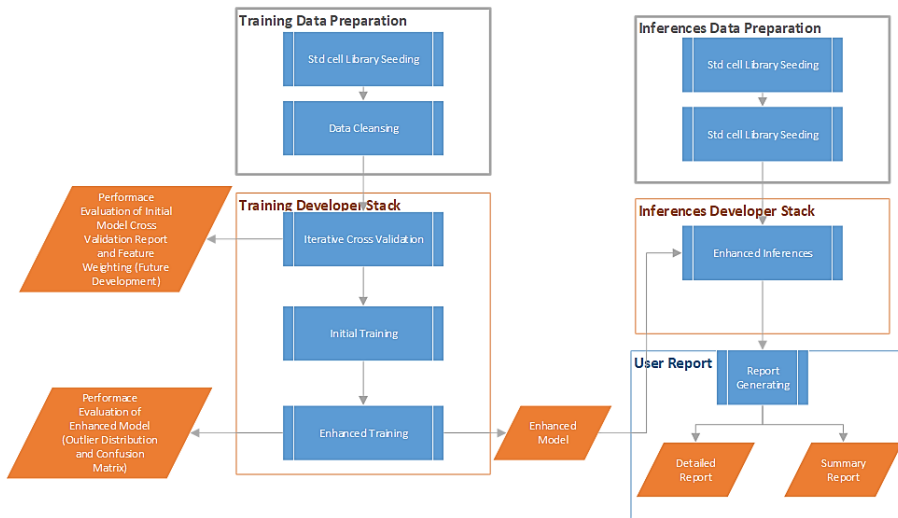 Training Data Preparation
Std cell Library Seeding
Data Cleansing
Inferences Data Preparation
Std cell Library Seeding
Std cell Library Seeding
Performace
Evaluation of Initial
Model Cross
Validation Report
and Feature
Weighting (Future
Development)
Training Developer Stack
Iterative Cross Validation
Initial Training
Enhanced Training
Inferences Developer Stack
Enhanced Inferences
Performace
Evaluation of
Enhanced Model
(Outlier Distribution
and Confusion
Matrix)
Enhanced
Model
User Report
Report
Generating
Detailed
Report
Summary
Report